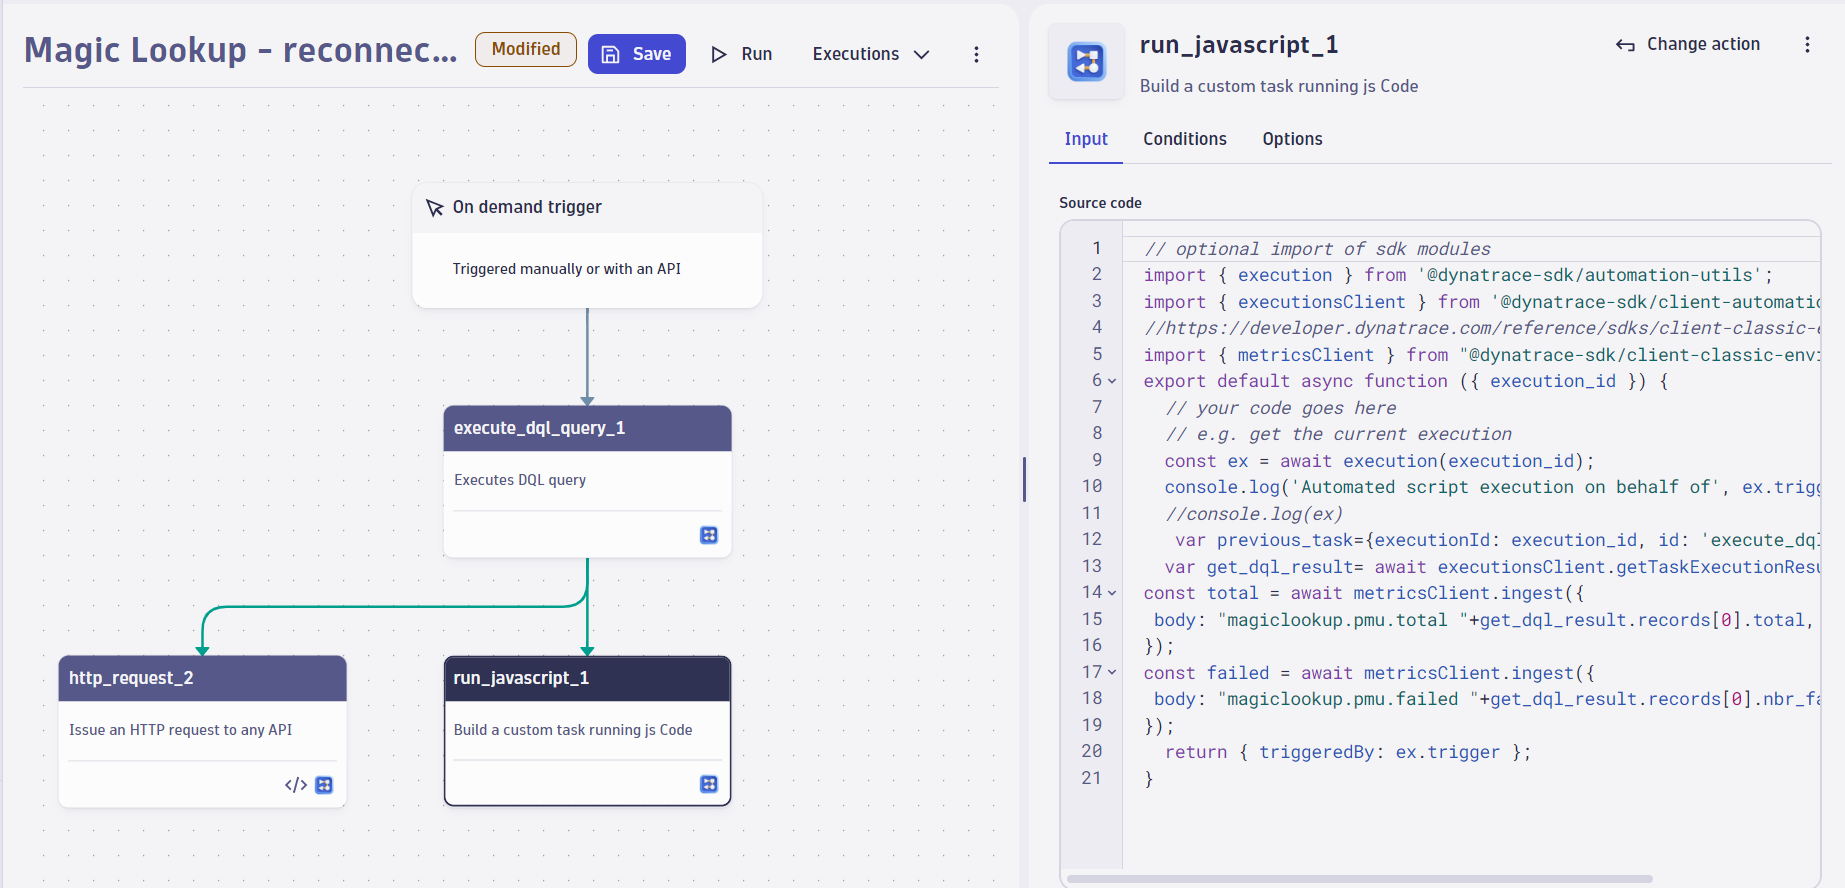 Magic Lookup - reconnec...
Modified
Save
Run
Executions
On demand trigger
Triggered manually or with an API
execute_dql_query_1
Executes DQL query
http_request_2
Issue an HTTP request to any API
</>
run_javascript_1
Build a custom task running js Code
run_javascript_1
Change action
Build a custom task running js Code
Input
Conditions
Options
Source code
1 // optional import of sdk modules
2 import { execution } from '@dynatrace-sdk/automation-utils';
3 import { executionsClient } from '@dynatrace-sdk/client-automatic
4 //https://developer.dynatrace.com/reference/sdks/client-classic-e
5 import { metricsClient } from "@dynatrace-sdk/client-classic-envi
6 export default async function ({ execution_id }) {
7 // your code goes here
8 // e.g. get the current execution
9 const ex = await execution(execution_id);
10 console.log('Automated script execution on behalf of', ex.trigg
11 //console.log(ex)
12 var previous_task={executionId: execution_id, id: 'execute_dql
13 var get_dql_result= await executionsClient.getTaskExecutionResu
14 const total = await metricsClient.ingest({
15 body: "magiclookup.pmu.total "+get_dql_result.records[0].total,
16 });
17 const failed = await metricsClient.ingest({
18 body: "magiclookup.pmu.failed "+get_dql_result.records[0].nbr_fa
19 });
20 return { triggeredBy: ex.trigger };
21 }